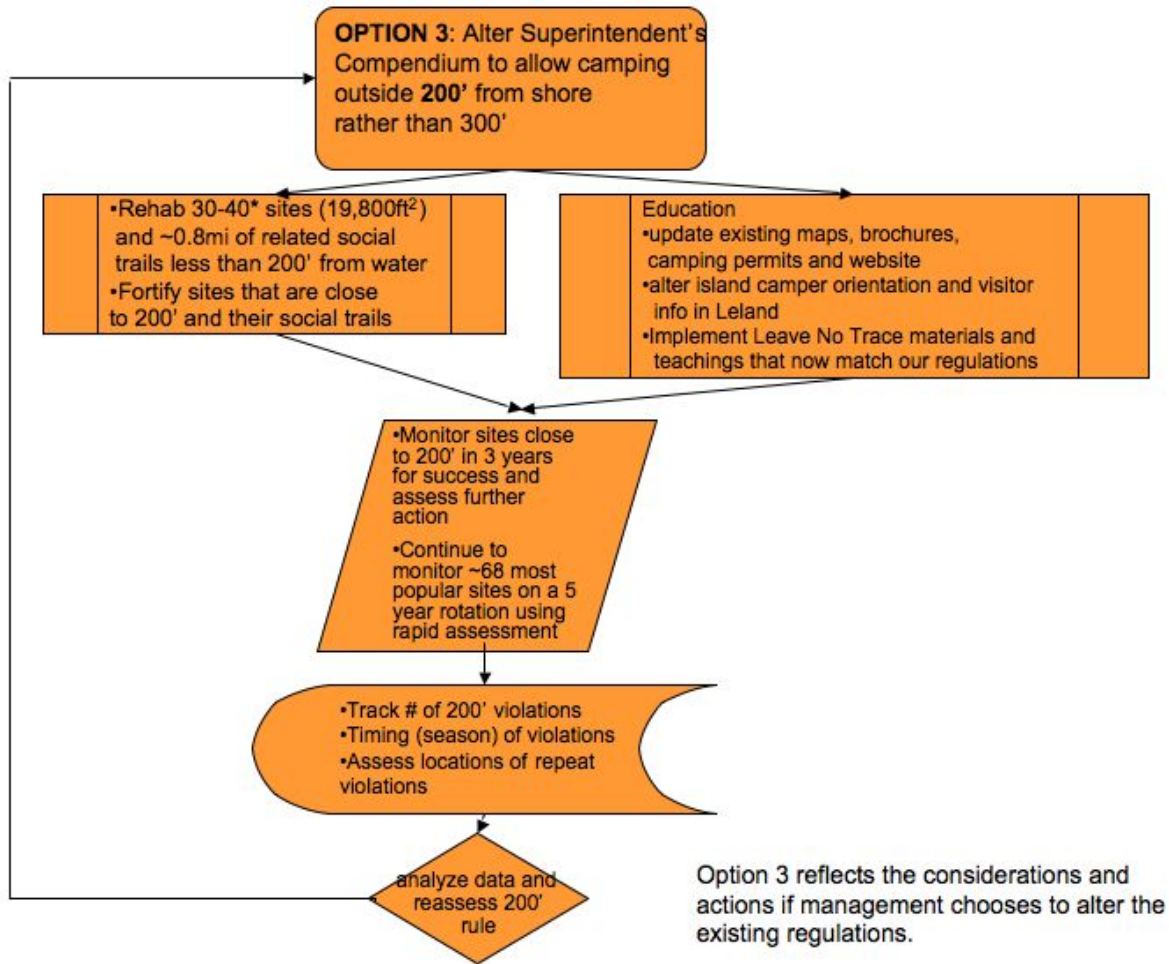 OPTION 3: Alter Superintendent's
Compendium to allow camping
outside 200' from shore
rather than 300'
•Rehab 30-40* sites (19,800ft²)
and ~0.8mi of related social
trails less than 200' from water
•Fortify sites that are close
to 200' and their social trails
Education
•update existing maps, brochures,
camping permits and website
•alter island camper orientation and visitor
info in Leland
•Implement Leave No Trace materials and
teachings that now match our regulations
•Monitor sites close
to 200' in 3 years
for success and
assess further
action
•Continue to
monitor ~68 most
popular sites on a 5
year rotation using
rapid assessment
•Track # of 200' violations
•Timing (season) of violations
•Assess locations of repeat
violations
analyze data and
reassess 200'
rule
Option 3 reflects the considerations and
actions if management chooses to alter the
existing regulations.